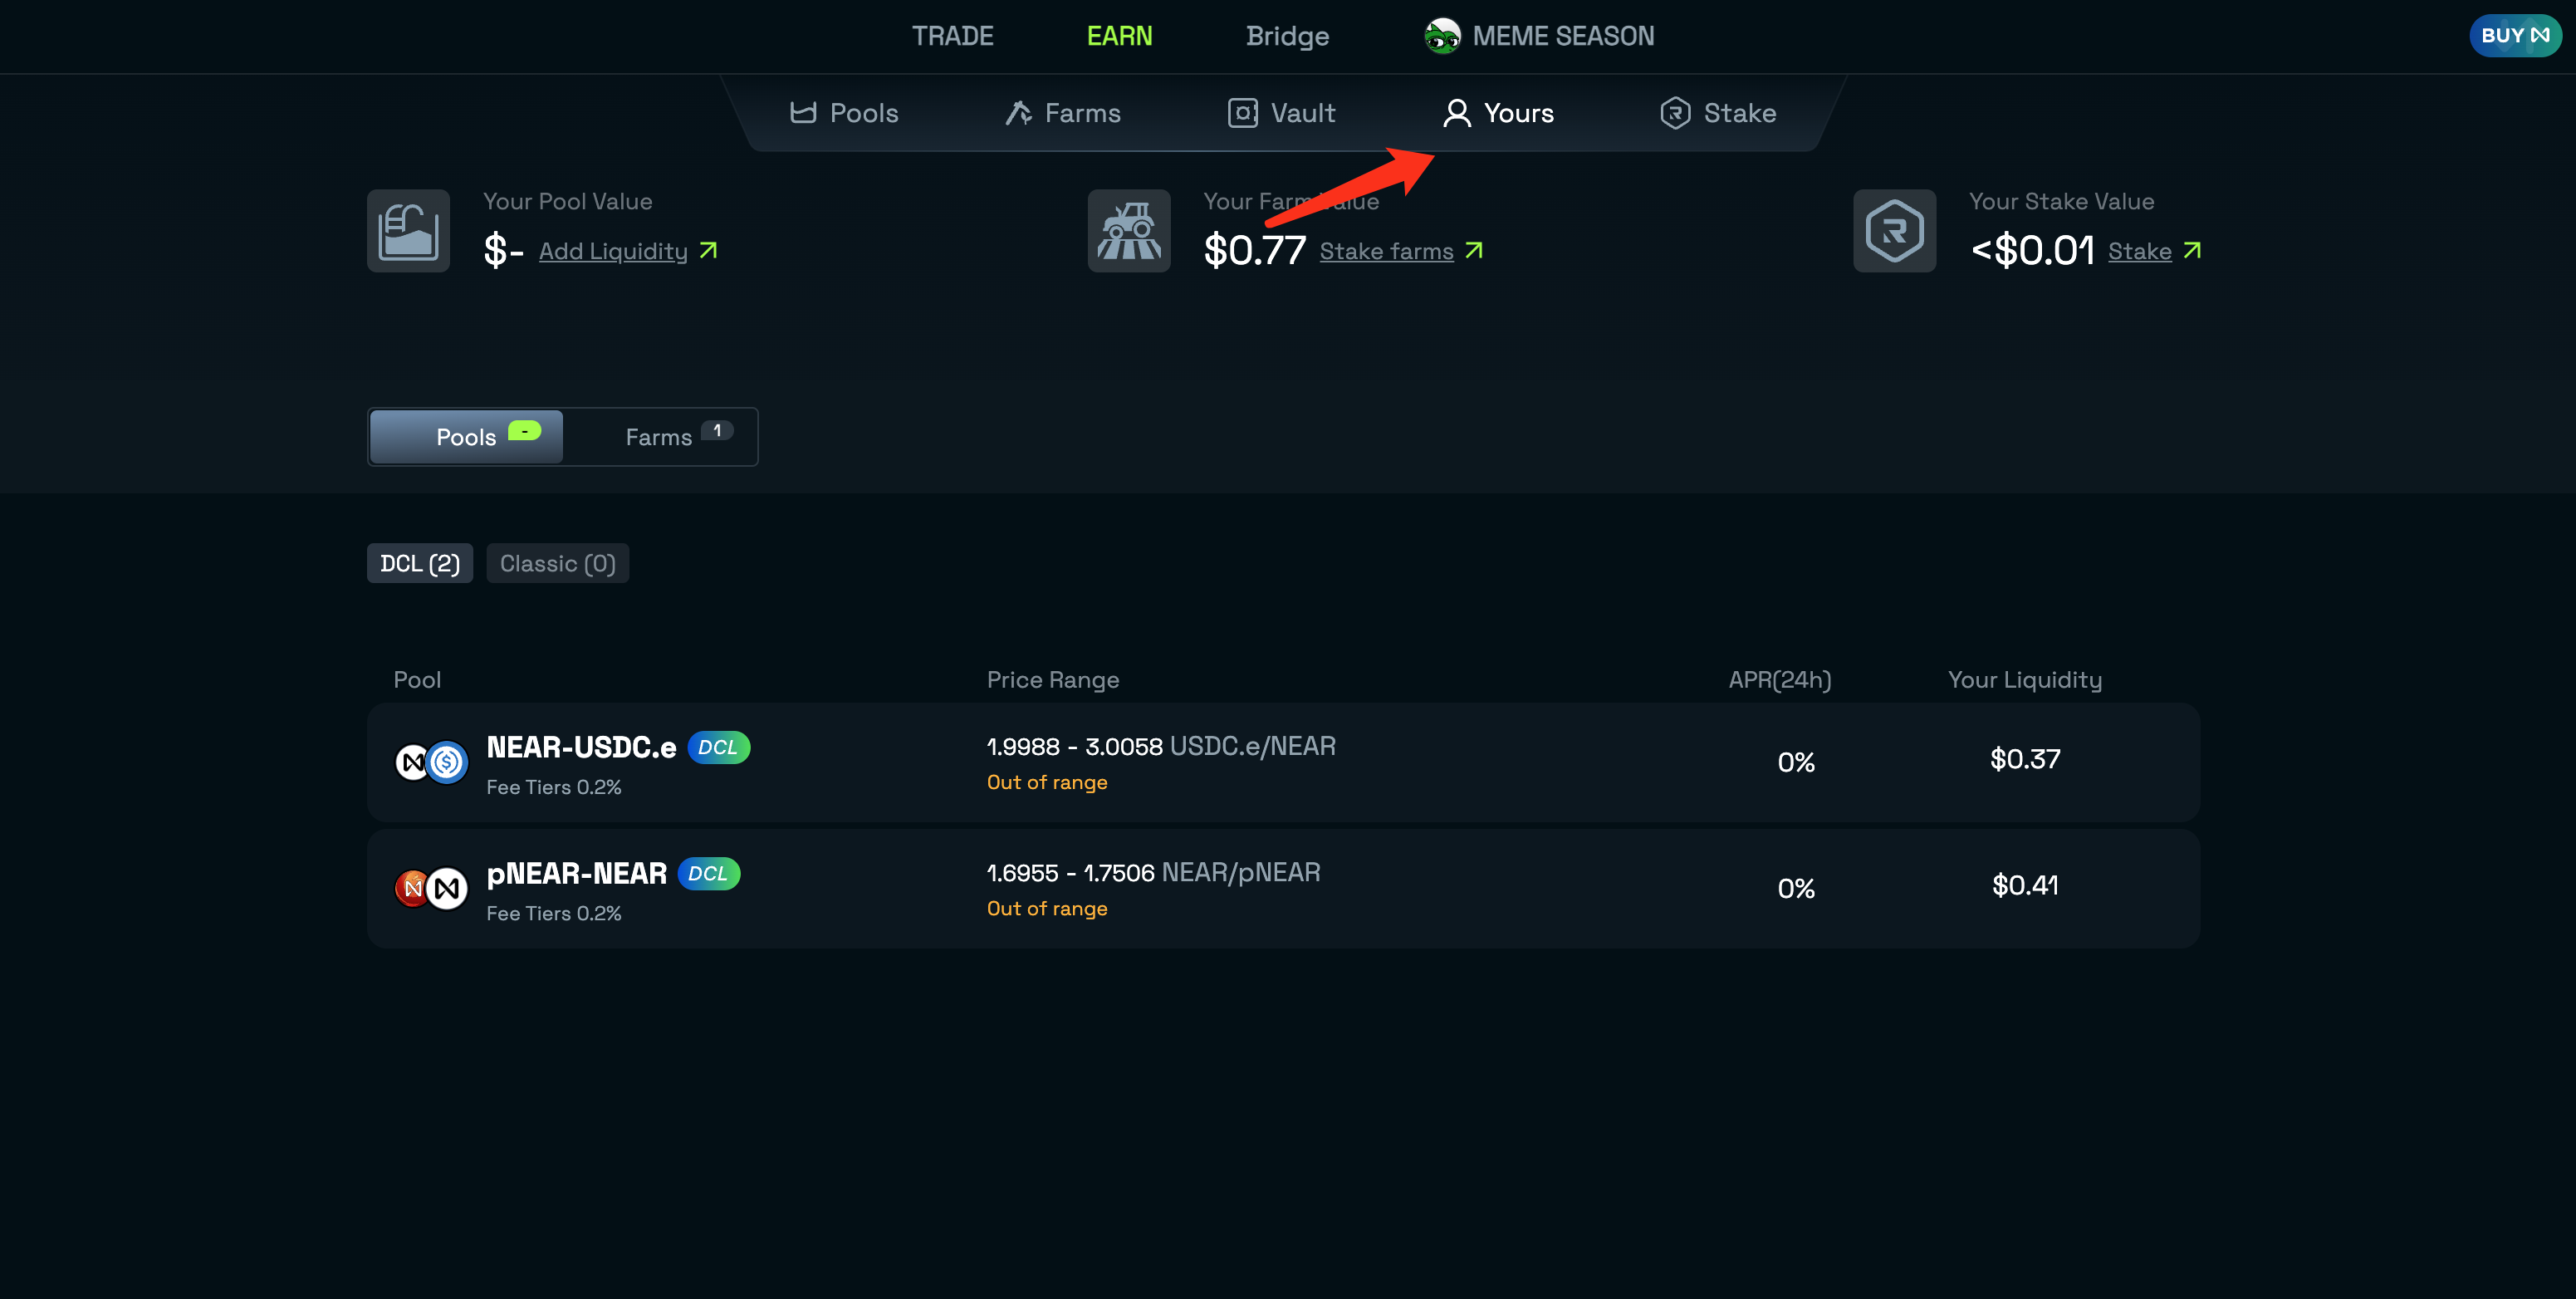 TRADE EARN Bridge MEME SEASON BUY
Pools Farms Vault Yours Stake
Your Pool Value
$- Add Liquidity
Your Farm Value
$0.77 Stake farms
Your Stake Value
<$0.01 Stake
Pools - Farms 1
DCL (2) Classic (0)
Pool Price Range APR(24h) Your Liquidity
NEAR-USDC.e DCL
Fee Tiers 0.2%
1.9988 - 3.0058 USDC.e/NEAR
Out of range
0%
$0.37
pNEAR-NEAR DCL
Fee Tiers 0.2%
1.6955 - 1.7506 NEAR/pNEAR
Out of range
0%
$0.41